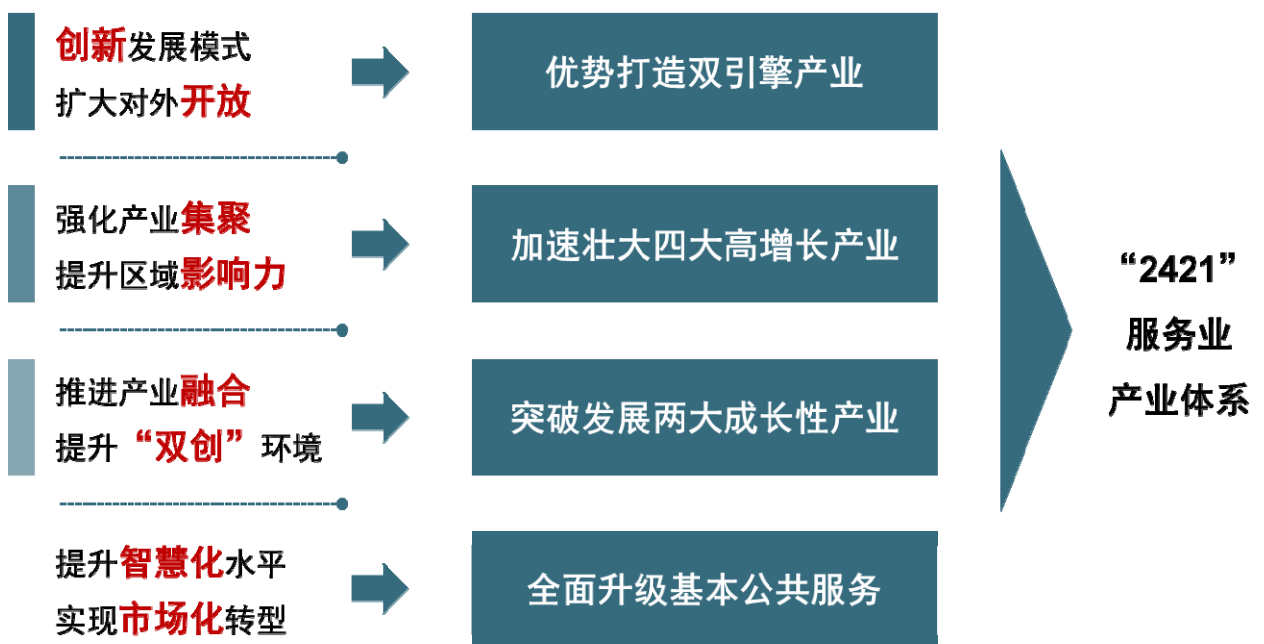 创新发展模式
扩大对外开放
优势打造双引擎产业
强化产业集聚
提升区域影响力
加速壮大四大高增长产业
推进产业融合
提升“双创”环境
突破发展两大成长性产业
提升智慧化水平
实现市场化转型
全面升级基本公共服务
“2421”
服务业
产业体系